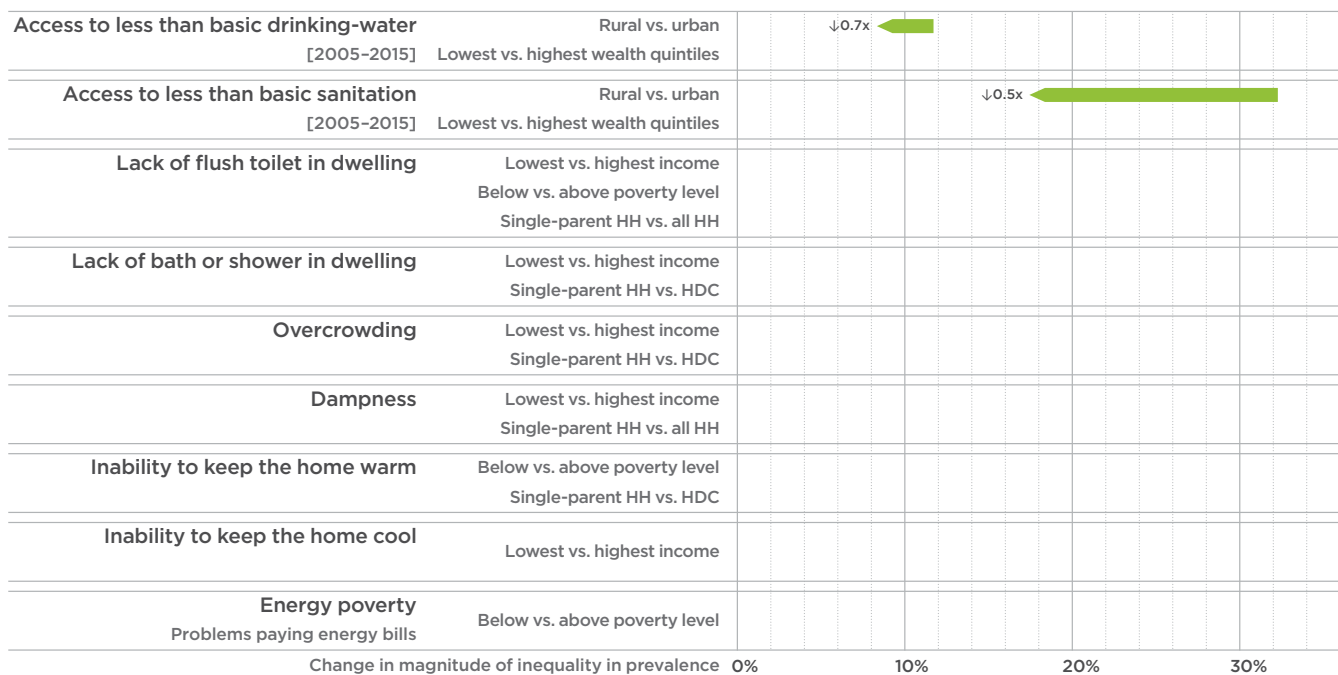 Access to less than basic drinking-water Rural vs. urban ↓0.7x
[2005–2015] Lowest vs. highest wealth quintiles
Access to less than basic sanitation Rural vs. urban ↓0.5x
[2005–2015] Lowest vs. highest wealth quintiles
Lack of flush toilet in dwelling Lowest vs. highest income
Below vs. above poverty level
Single-parent HH vs. all HH
Lack of bath or shower in dwelling Lowest vs. highest income
Single-parent HH vs. HDC
Overcrowding Lowest vs. highest income
Single-parent HH vs. HDC
Dampness Lowest vs. highest income
Single-parent HH vs. all HH
Inability to keep the home warm Below vs. above poverty level
Single-parent HH vs. HDC
Inability to keep the home cool
Lowest vs. highest income
Energy poverty
Below vs. above poverty level
Problems paying energy bills
Change in magnitude of inequality in prevalence 0% 10% 20% 30%